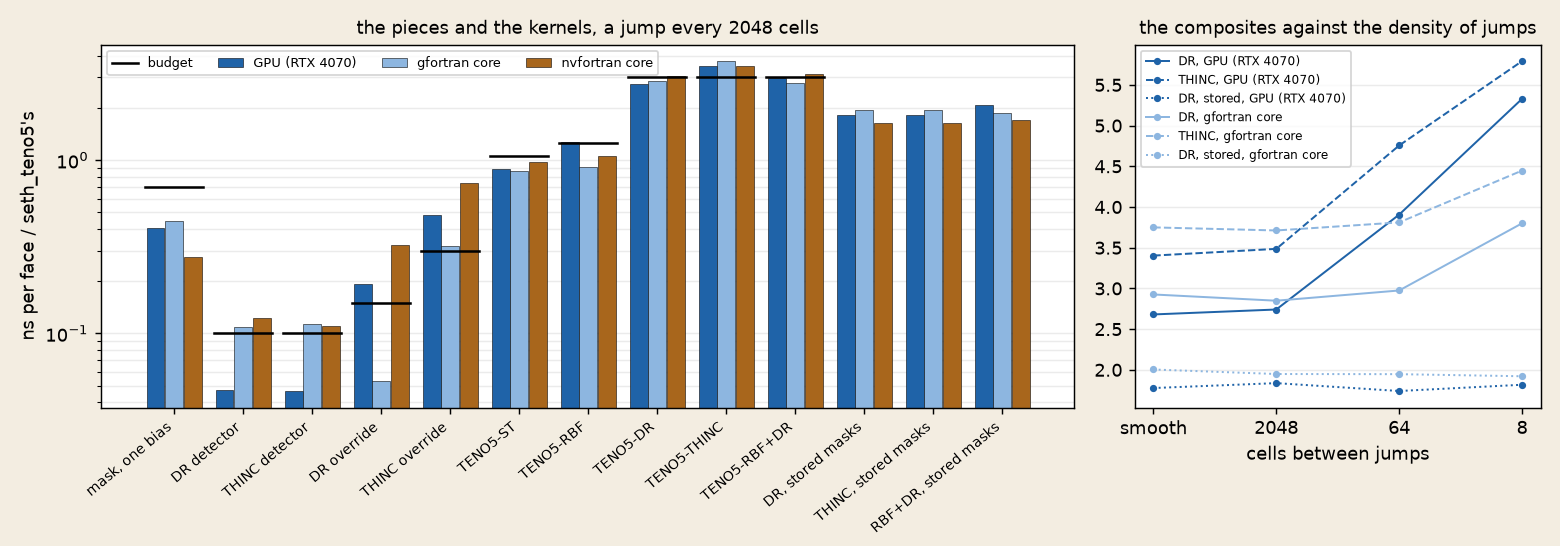 the pieces and the kernels, a jump every 2048 cells
ns per face / seth_teno5's
budget
GPU (RTX 4070)
gfortran core
nvfortran core
10⁰
10⁻¹
mask, one bias
DR detector
THINC detector
DR override
THINC override
TENO5-ST
TENO5-RBF
TENO5-DR
TENO5-THINC
TENO5-RBF+DR
DR, stored masks
THINC, stored masks
RBF+DR, stored masks
the composites against the density of jumps
DR, GPU (RTX 4070)
THINC, GPU (RTX 4070)
DR, stored, GPU (RTX 4070)
DR, gfortran core
THINC, gfortran core
DR, stored, gfortran core
5.5
5.0
4.5
4.0
3.5
3.0
2.5
2.0
smooth
2048
64
8
cells between jumps